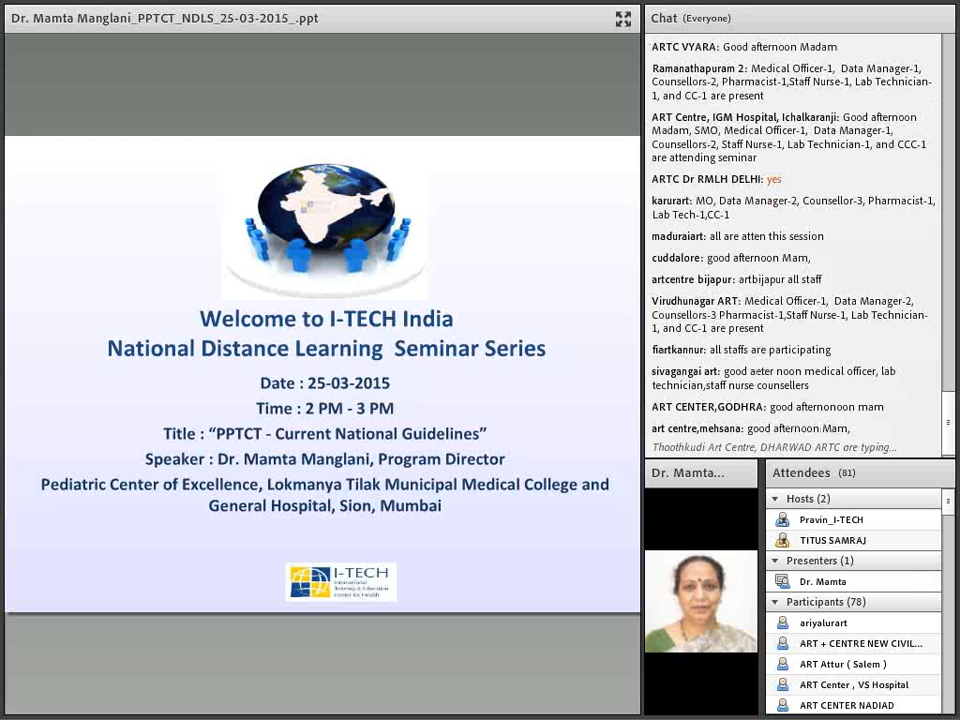 Dr. Mamta Manglani_PPTCT_NDLS_25-03-2015_.ppt
Welcome to I-TECH India
National Distance Learning Seminar Series
Date : 25-03-2015
Time : 2 PM - 3 PM
Title : “PPTCT - Current National Guidelines”
Speaker : Dr. Mamta Manglani, Program Director
Pediatric Center of Excellence, Lokmanya Tilak Municipal Medical College and
General Hospital, Sion, Mumbai
I-TECH
International
Training & Education
Center for Health
Chat (Everyone)
ARTC VYARA: Good afternoon Madam
Ramanathapuram 2: Medical Officer-1, Data Manager-1,
Counsellors-2, Pharmacist-1,Staff Nurse-1, Lab Technician-
1, and CC-1 are present
ART Centre, IGM Hospital, Ichalkaranji: Good afternoon
Madam, SMO, Medical Officer-1, Data Manager-1,
Counsellors-2, Staff Nurse-1, Lab Technician-1, and CCC-1
are attending seminar
ARTC Dr RMLH DELHI: yes
karurart: MO, Data Manager-2, Counsellor-3, Pharmacist-1,
Lab Tech-1,CC-1
maduraiart: all are atten this session
cuddalore: good afternoon Mam,
artcentre bijapur: artbijapur all staff
Virudhunagar ART: Medical Officer-1, Data Manager-2,
Counsellors-3 Pharmacist-1,Staff Nurse-1, Lab Technician-
1, and CC-1 are present
fiartkannur: all staffs are participating
sivagangai art: good aeter noon medical officer, lab
technician,staff nurse counsellers
ART CENTER,GODHRA: good afternonoon mam
art centre,mehsana: good afternoon Mam,
Thoothkudi Art Centre, DHARWAD ARTC are typing...
Dr. Mamta...
Attendees (81)
Hosts (2)
Pravin_I-TECH
TITUS SAMRAJ
Presenters (1)
Dr. Mamta
Participants (78)
ariyalurart
ART + CENTRE NEW CIVIL...
ART Attur ( Salem )
ART Center , VS Hospital
ART CENTER NADIAD